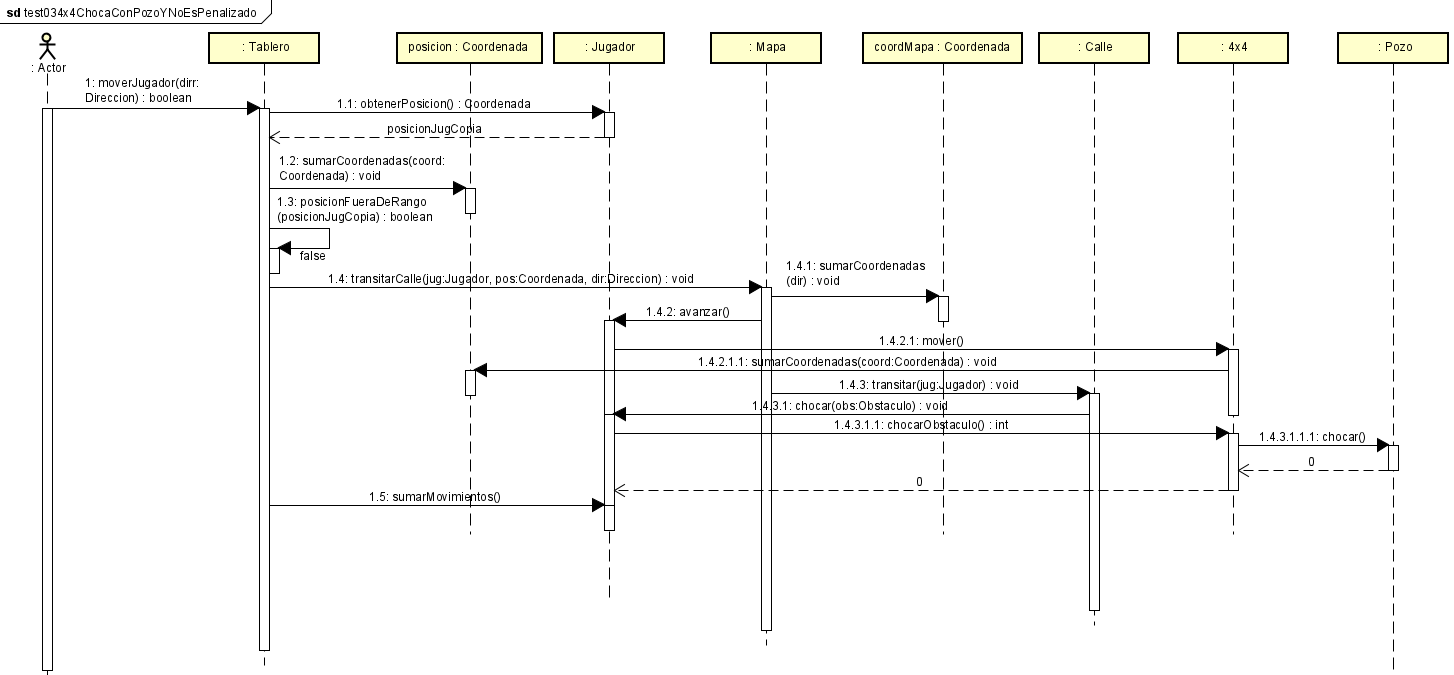 sd test034x4ChocaConPozoYNoEsPenalizado
: Actor
: Tablero
posicion : Coordenada
: Jugador
: Mapa
coordMapa : Coordenada
: Calle
: 4x4
: Pozo
1: moverJugador(dirr:
Direccion) : boolean
1.1: obtenerPosicion() : Coordenada
posicionJugCopia
1.2: sumarCoordenadas(coord:
Coordenada) : void
1.3: posicionFueraDeRango
(posicionJugCopia) : boolean
false
1.4: transitarCalle(jug:Jugador, pos:Coordenada, dir:Direccion) : void
1.4.1: sumarCoordenadas
(dir) : void
1.4.2: avanzar()
1.4.2.1: mover()
1.4.2.1.1: sumarCoordenadas(coord:Coordenada) : void
1.4.3: transitar(jug:Jugador) : void
1.4.3.1: chocar(obs:Obstaculo) : void
1.4.3.1.1: chocarObstaculo() : int
1.4.3.1.1.1: chocar()
0
0
1.5: sumarMovimientos()